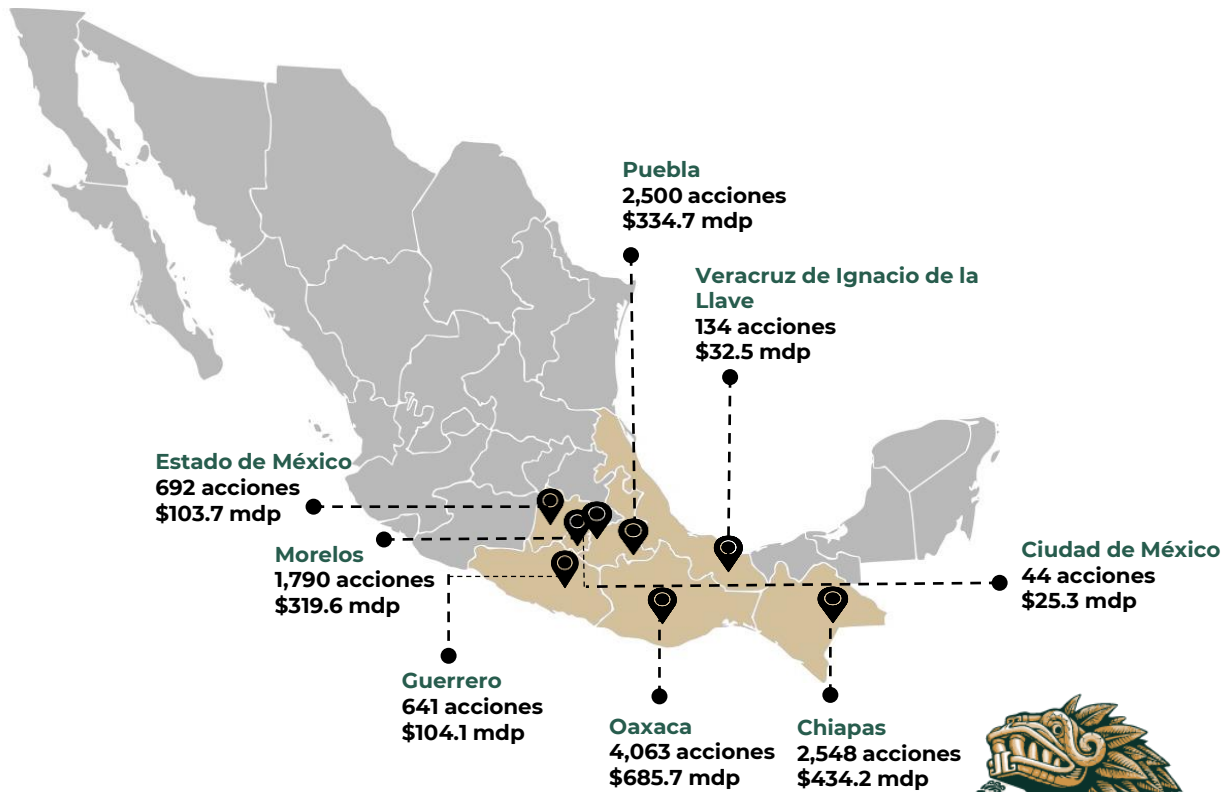 Puebla
2,500 acciones
$334.7 mdp
Veracruz de Ignacio de la
Llave
134 acciones
$32.5 mdp
Estado de México
692 acciones
$103.7 mdp
Morelos
1,790 acciones
$319.6 mdp
Ciudad de México
44 acciones
$25.3 mdp
Guerrero
641 acciones
$104.1 mdp
Oaxaca
4,063 acciones
$685.7 mdp
Chiapas
2,548 acciones
$434.2 mdp